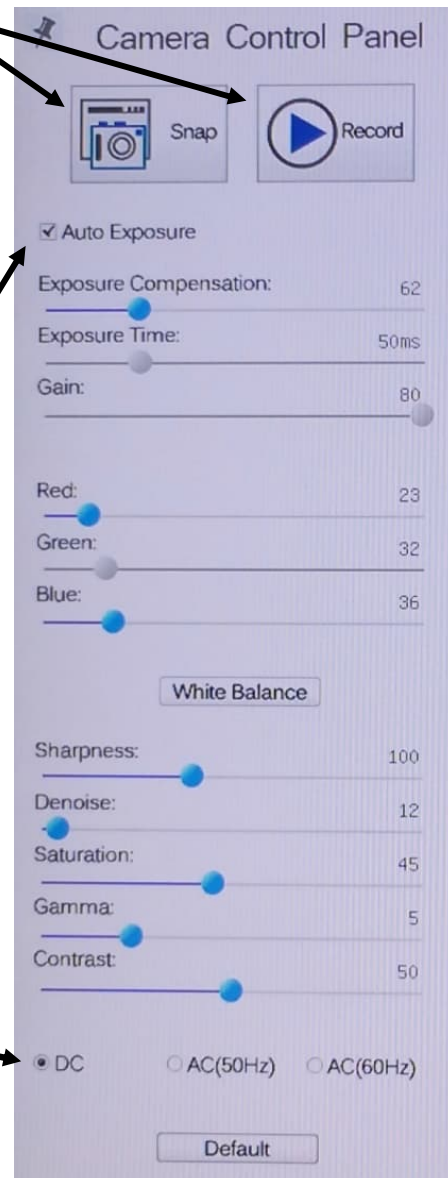 Camera Control Panel
Snap Record
Auto Exposure
Exposure Compensation: 62
Exposure Time: 50ms
Gain: 80
Red: 23
Green: 32
Blue: 36
White Balance
Sharpness: 100
Denoise: 12
Saturation: 45
Gamma: 5
Contrast: 50
DC AC(50Hz) AC(60Hz)
Default